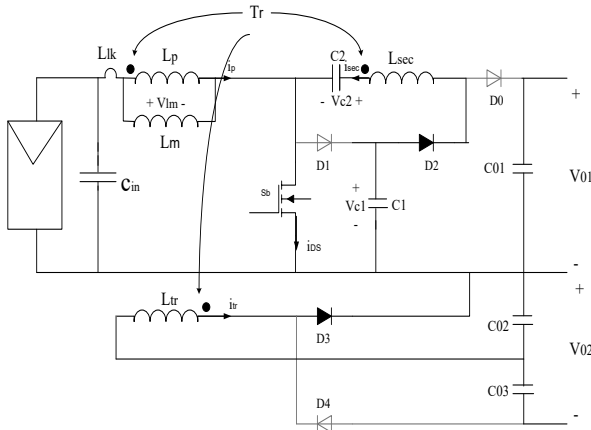 Tr
Llk
Lp
ip
C2
Isec
Lsec
+ Vlm -
- Vc2 +
D0
+
Lm
cin
D1
D2
C01
V01
Sb
+
Vc1
-
C1
iDS
-
+
Ltr
itr
D3
C02
V02
C03
D4
-